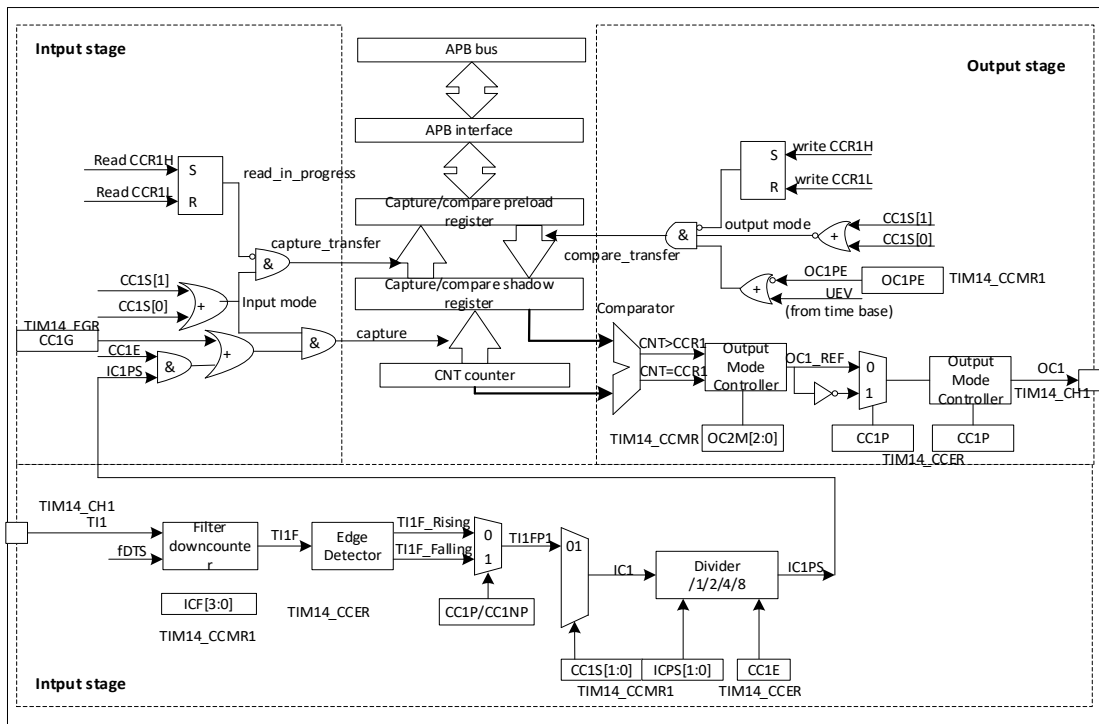 Intput stage
APB bus
Output stage
APB interface
Read CCR1H
S
read_in_progress
Read CCR1L
R
S
write CCR1H
R
write CCR1L
Capture/compare preload
register
output mode
CC1S[1]
&
+
CC1S[0]
capture_transfer
&
compare_transfer
OC1PE
OC1PE
TIM14_CCMR1
+
UEV
(from time base)
CC1S[1]
Capture/compare shadow
register
CC1S[0]
+
Input mode
Comparator
TIM14_EGR
CC1G
CC1E
+
&
capture
&
IC1PS
CNT counter
CNT>CCR1
CNT=CCR1
Output
Mode
Controller
OC1_REF
0
1
Output
Mode
Controller
OC1
TIM14_CH1
TIM14_CCMR
OC2M[2:0]
CC1P
CC1P
TIM14_CCER
TIM14_CH1
TI1
fDTS
Filter
downcounte
r
TI1F
Edge
Detector
TI1F_Rising
TI1F_Falling
0
1
TI1FP1
01
IC1
Divider
/1/2/4/8
IC1PS
ICF[3:0]
TIM14_CCMR1
TIM14_CCER
CC1P/CC1NP
CC1S[1:0]
ICPS[1:0]
CC1E
TIM14_CCMR1
TIM14_CCER
Intput stage